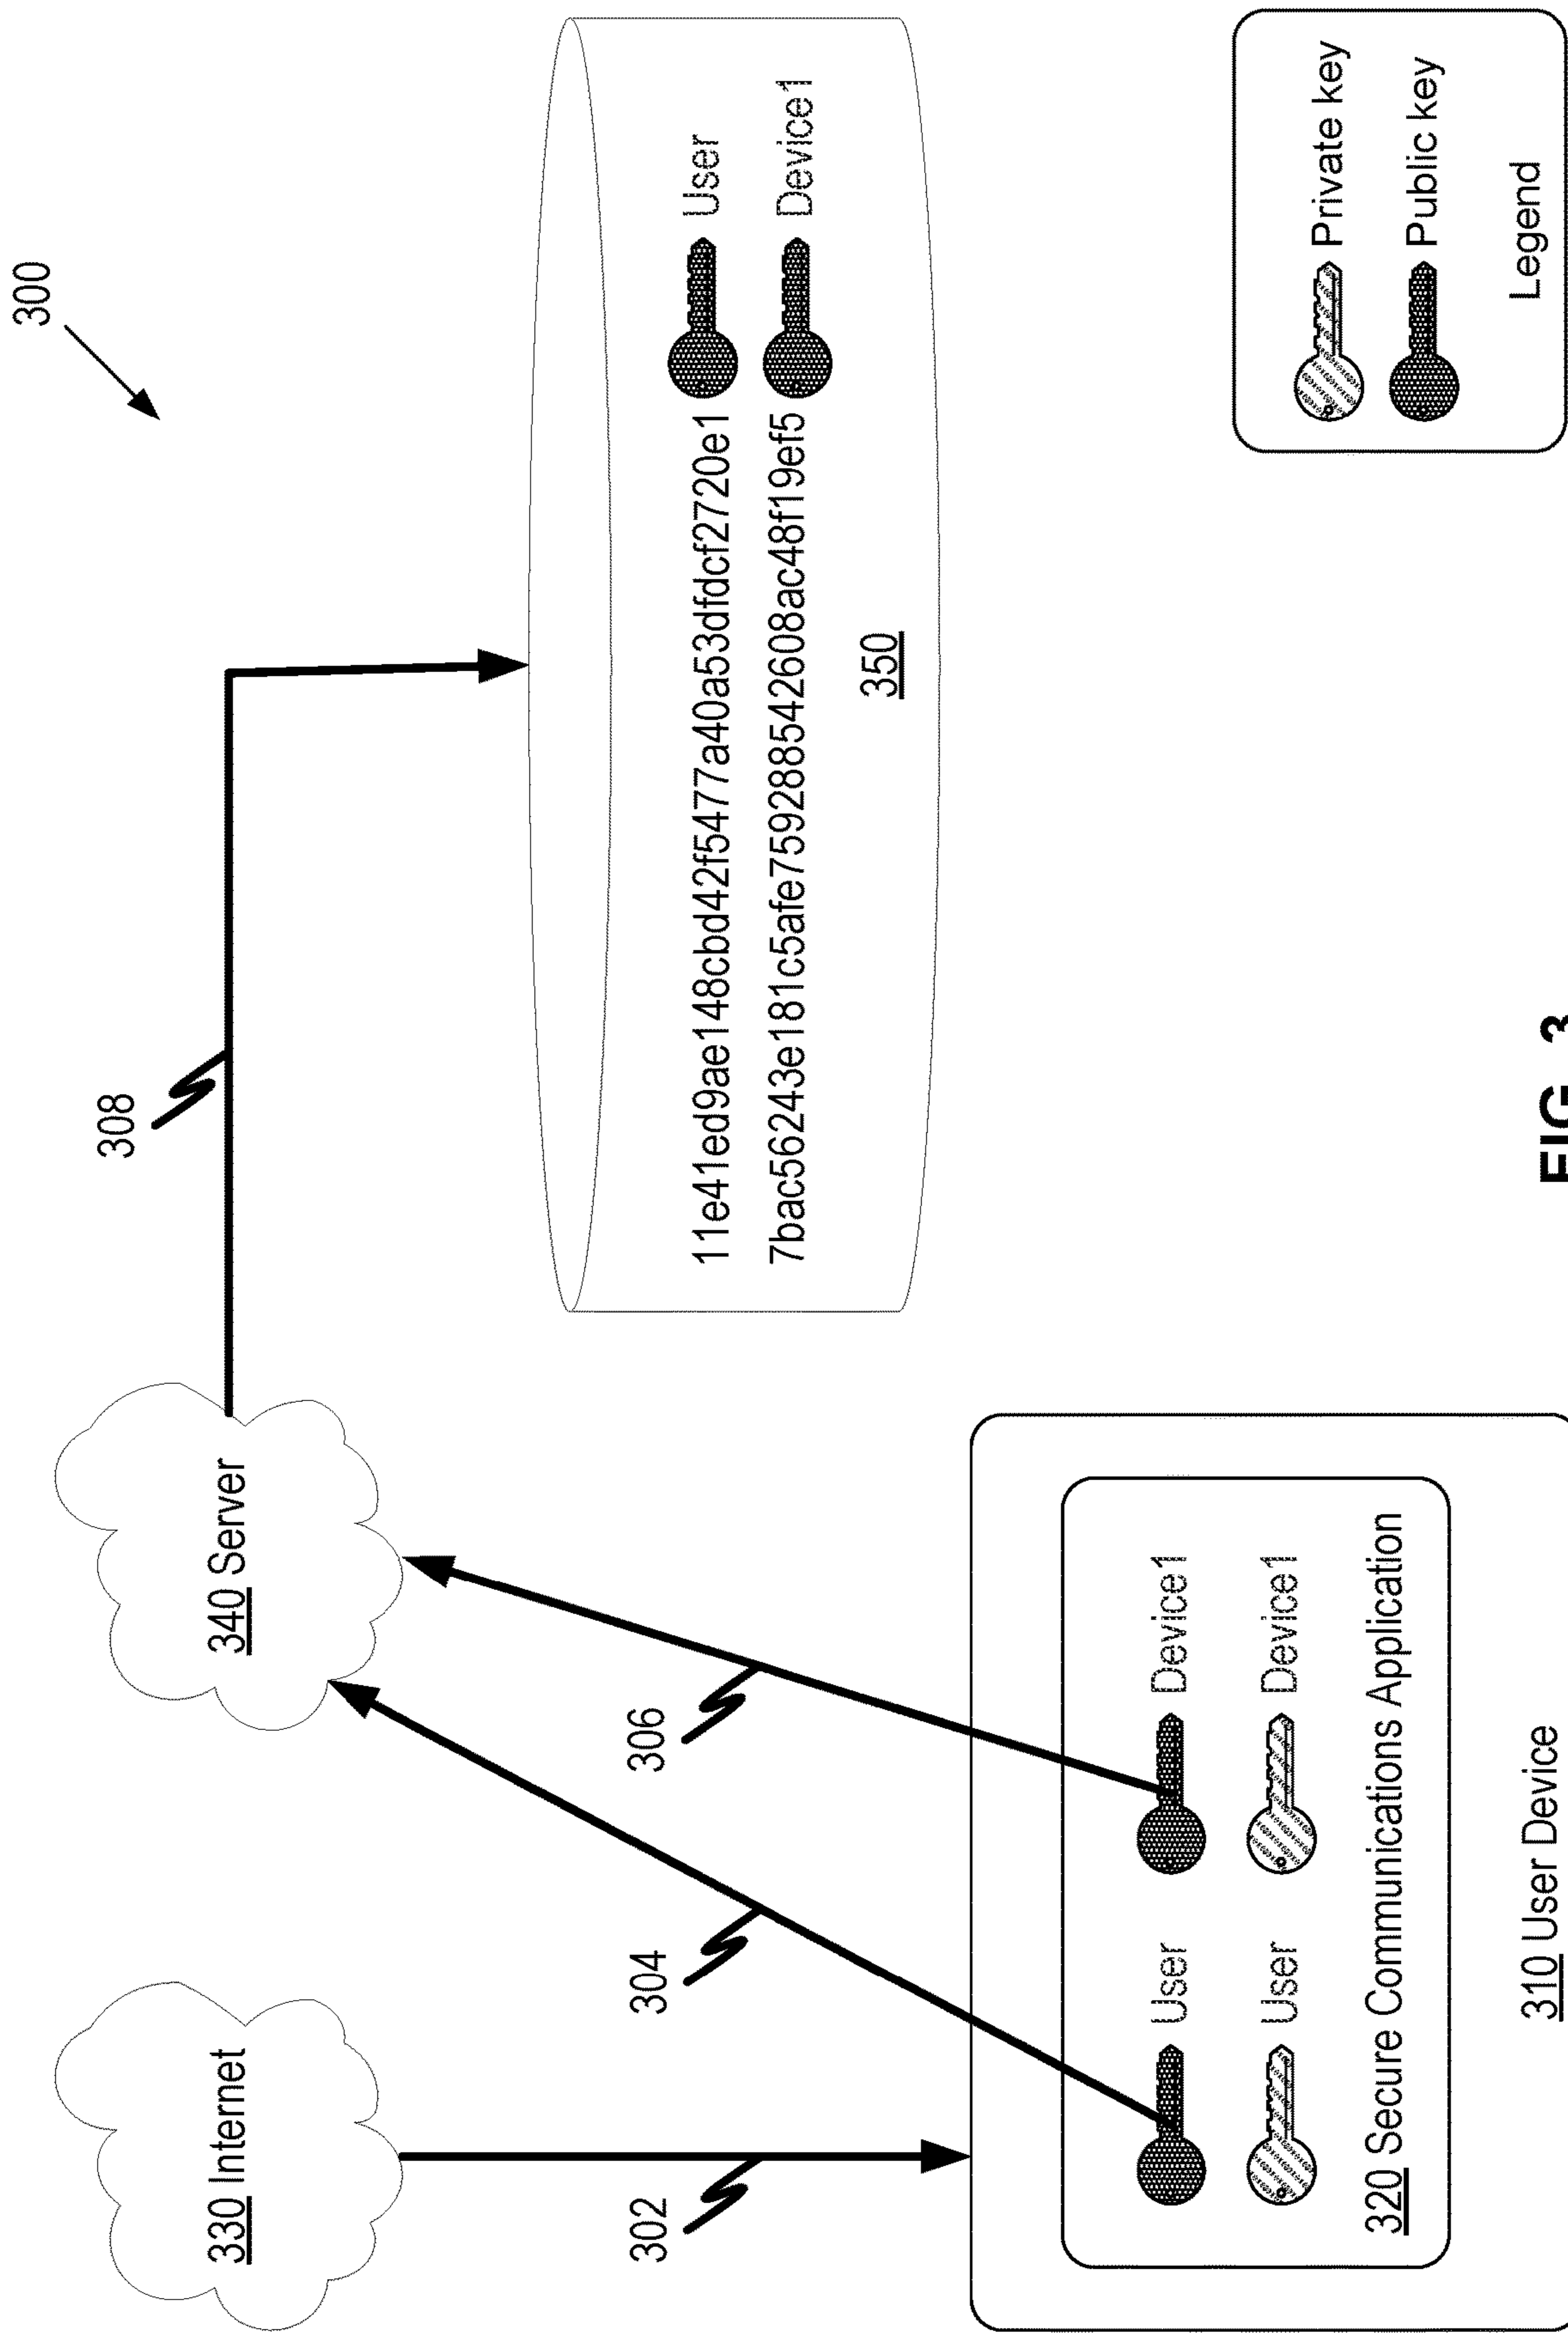 300
308
330 Internet
340 Server
302
304
306
11e41ed9ae148cbd42f5477a40a53dfdcf2720e1
User
7bac56243e181c5afe759288542608ac48f19ef5
Device1
350
User
Device1
User
Device1
320 Secure Communications Application
310 User Device
Private key
Public key
Legend
FIG. 3